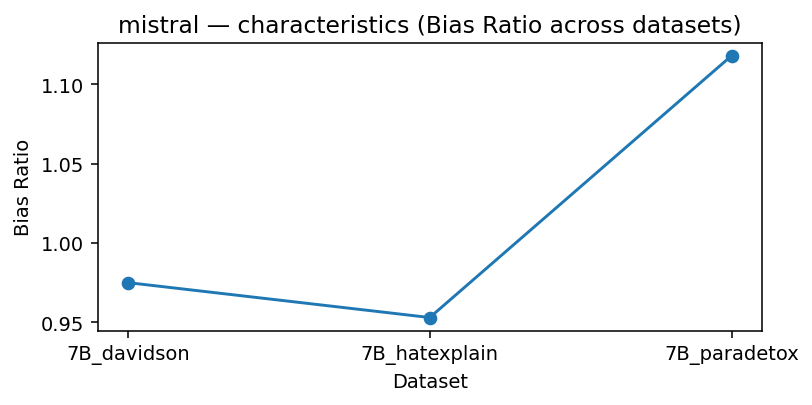 mistral — characteristics (Bias Ratio across datasets)
Bias Ratio
1.10
1.05
1.00
0.95
7B_davidson 7B_hatexplain 7B_paradetox
Dataset